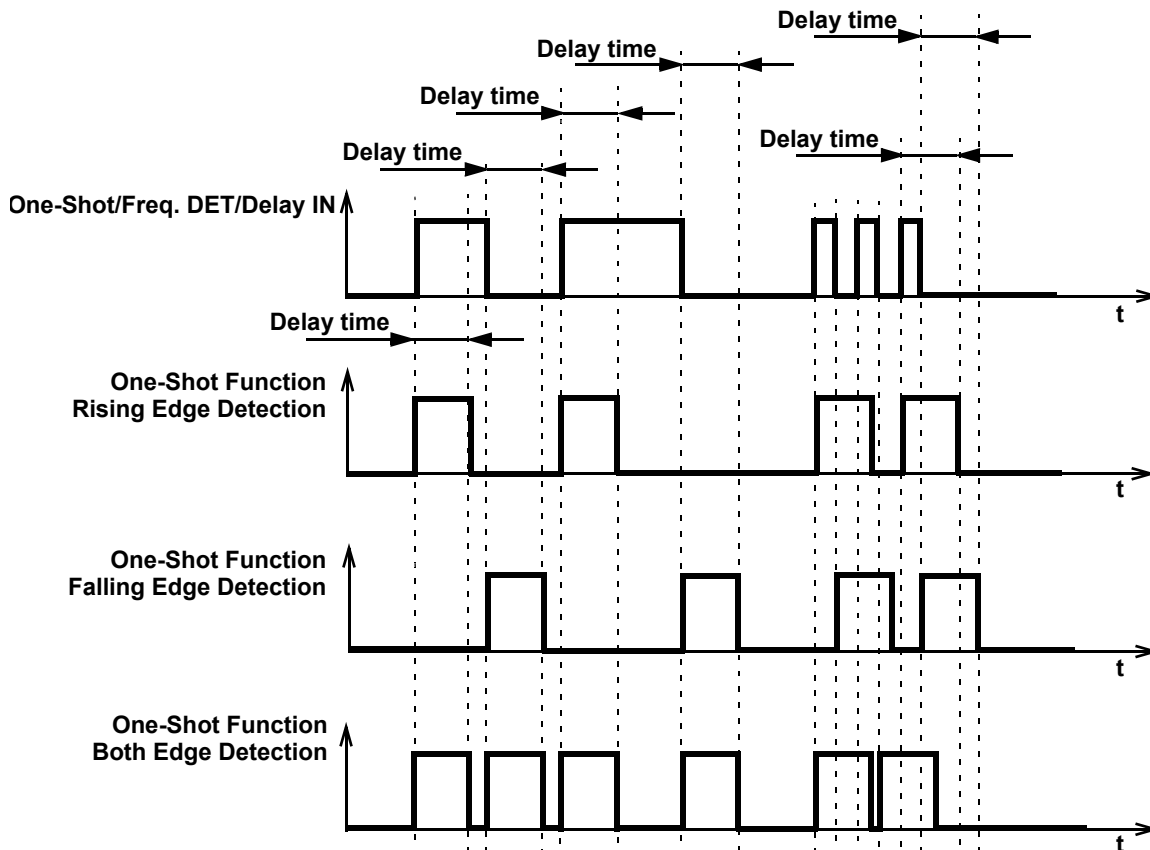 Delay time
Delay time
Delay time
Delay time
Delay time
One-Shot/Freq. DET/Delay IN
t
Delay time
One-Shot Function
Rising Edge Detection
t
One-Shot Function
Falling Edge Detection
t
One-Shot Function
Both Edge Detection
t